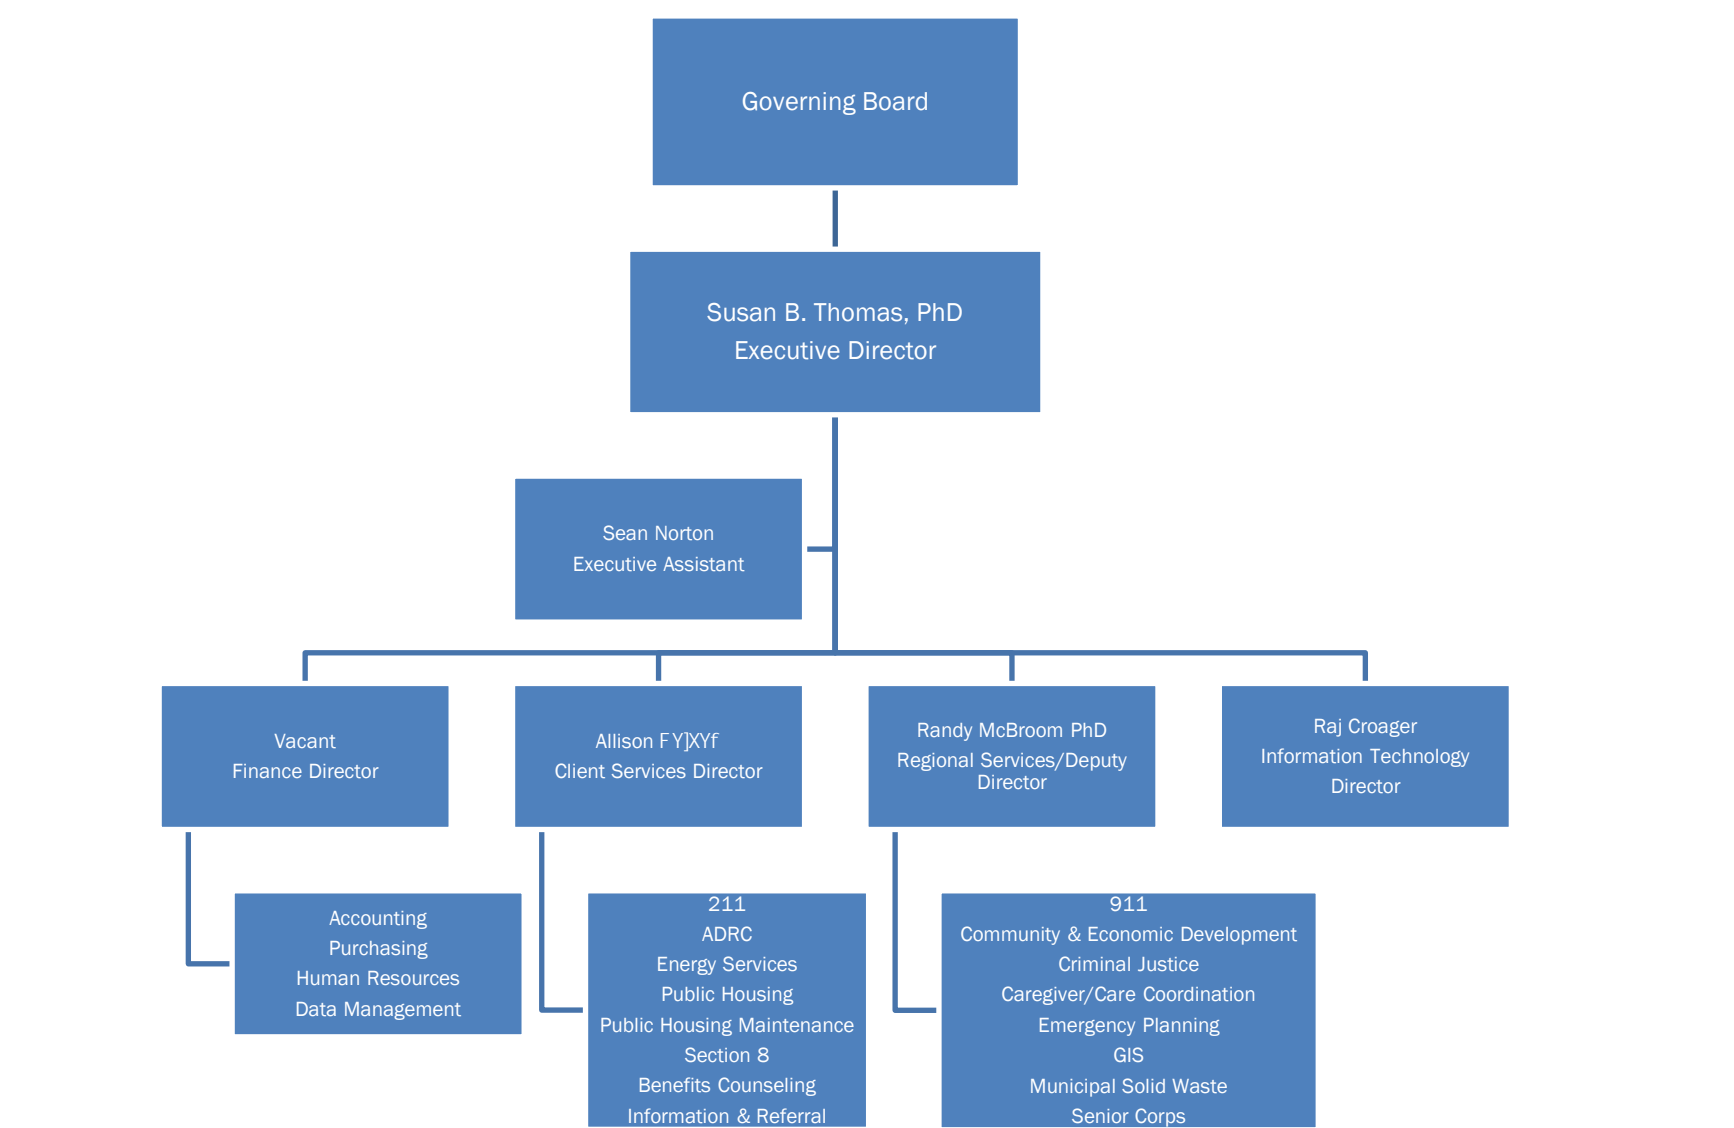 Governing Board
Susan B. Thomas, PhD
Executive Director
Sean Norton
Executive Assistant
Vacant
Finance Director
Allison FY]XYf
Client Services Director
Randy McBroom PhD
Regional Services/Deputy
Director
Raj Croager
Information Technology
Director
Accounting
Purchasing
Human Resources
Data Management
211
ADRC
Energy Services
Public Housing
Public Housing Maintenance
Section 8
Benefits Counseling
Information & Referral
911
Community & Economic Development
Criminal Justice
Caregiver/Care Coordination
Emergency Planning
GIS
Municipal Solid Waste
Senior Corps